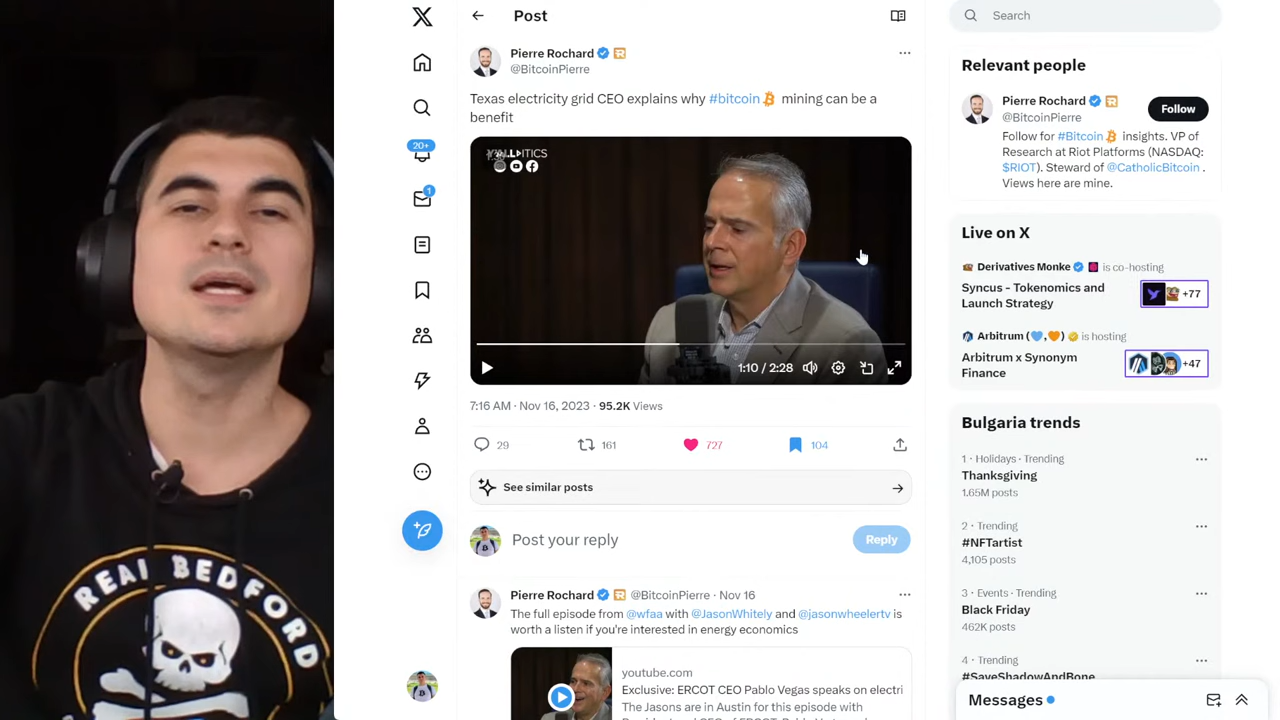 Post
Search
Pierre Rochard
@BitcoinPierre
Texas electricity grid CEO explains why #bitcoin mining can be a
benefit
1:10 / 2:28
7:16 AM · Nov 16, 2023 · 95.2K Views
29
161
727
104
See similar posts
Post your reply
Reply
Pierre Rochard @BitcoinPierre · Nov 16
The full episode from @wfaa with @JasonWhitely and @jasonwheelertv is
worth a listen if you're interested in energy economics
youtube.com
Exclusive: ERCOT CEO Pablo Vegas speaks on electri
The Jasons are in Austin for this episode with
20+
1
Relevant people
Pierre Rochard
@BitcoinPierre
Follow
Follow for #Bitcoin insights. VP of
Research at Riot Platforms (NASDAQ:
$RIOT). Steward of @CatholicBitcoin .
Views here are mine.
Live on X
Derivatives Monke is co-hosting
Syncus - Tokenomics and
Launch Strategy
+77
Arbitrum is hosting
Arbitrum x Synonym
Finance
+47
Bulgaria trends
1 · Holidays · Trending
Thanksgiving
1.65M posts
2 · Trending
#NFTartist
4,105 posts
3 · Events · Trending
Black Friday
462K posts
4 · Trending
#SaveShadowAndBone
Messages
REAL BEDFORD